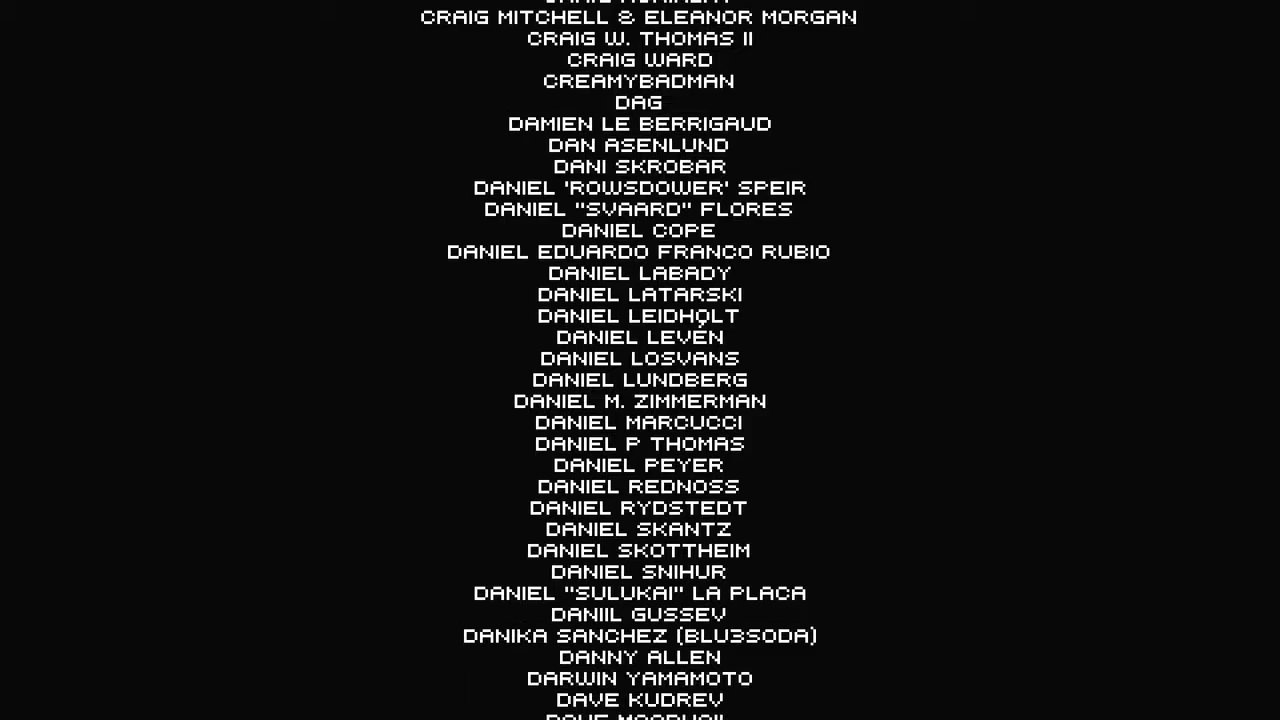 CRAIG MITCHELL & ELEANOR MORGAN
CRAIG W. THOMAS II
CRAIG WARD
CREAMYBADMAN
DAG
DAMIEN LE BERRIGAUD
DAN ASENLUND
DANI SKROBAR
DANIEL 'ROWSDOWER' SPEIR
DANIEL "SVAARD" FLORES
DANIEL COPE
DANIEL EDUARDO FRANCO RUBIO
DANIEL LABADY
DANIEL LATARSKI
DANIEL LEIDHOLT
DANIEL LEVÉN
DANIEL LOSVANS
DANIEL LUNDBERG
DANIEL M. ZIMMERMAN
DANIEL MARCUCCI
DANIEL P THOMAS
DANIEL PEYER
DANIEL REDNOSS
DANIEL RYDSTEDT
DANIEL SKANTZ
DANIEL SKOTTHEIM
DANIEL SNIHUR
DANIEL "SULUKAI" LA PLACA
DANIIL GUSSEV
DANIKA SANCHEZ (BLU3SODA)
DANNY ALLEN
DARWIN YAMAMOTO
DAVE KUDREV